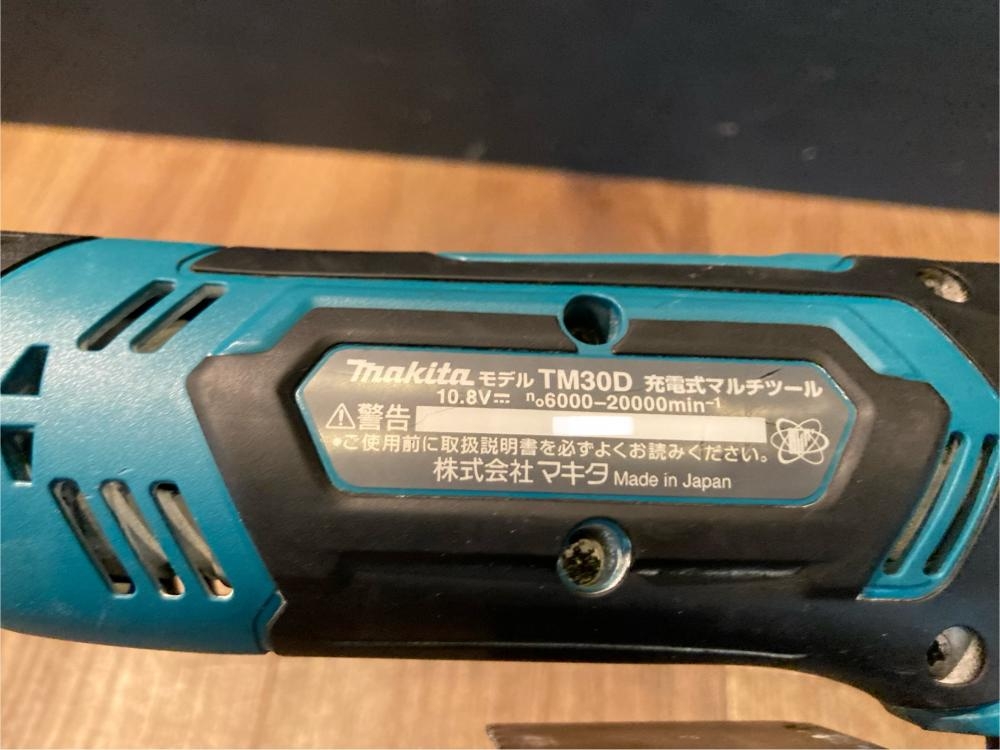 makita モデル TM30D 充電式マルチツール
10.8V⎓ n₀6000-20000min⁻¹
⚠警告
●ご使用前に取扱説明書を必ずよくお読みください。
株式会社マキタ Made in Japan